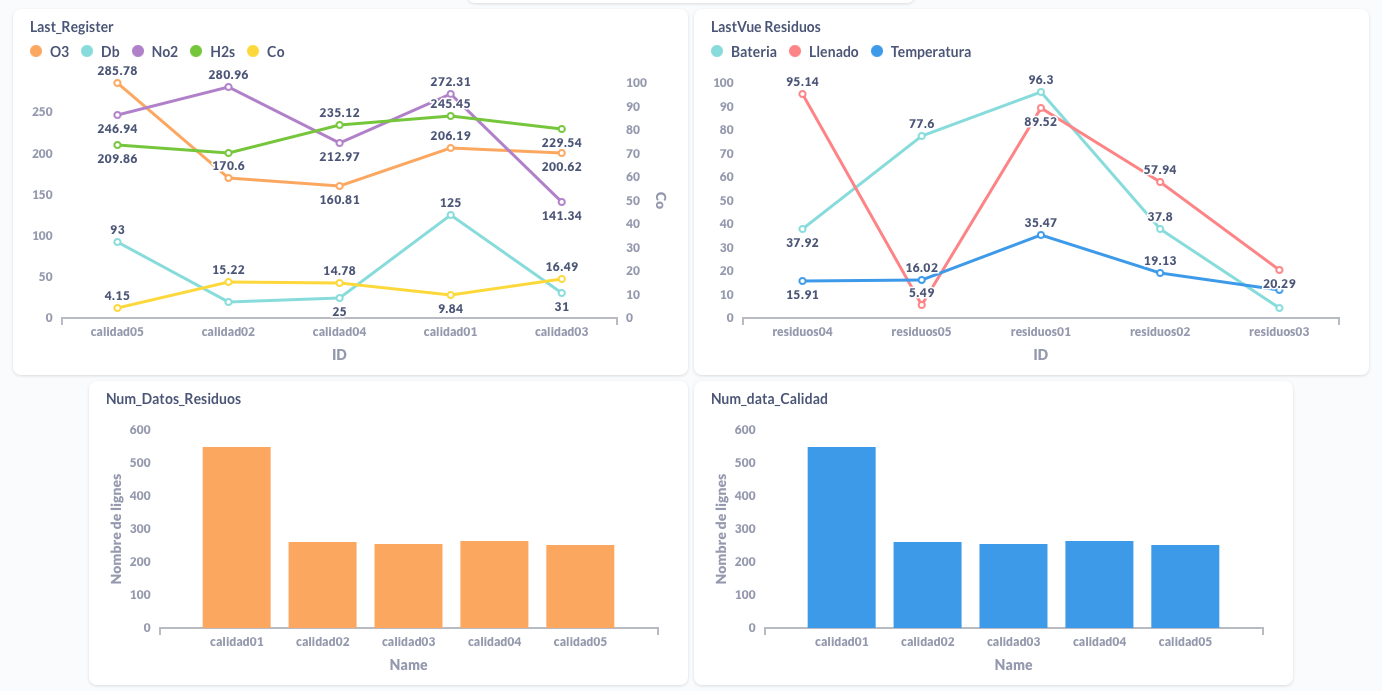 Last_Register
O3 Db No2 H2s Co
285.78 280.96 272.31
246.94 235.12 245.45
209.86 170.6 212.97 206.19 229.54
160.81 200.62
93 125 141.34
4.15 15.22 14.78 9.84 16.49
25 31
250
200
150
100
50
0
100
90
80
70
60
50
40
30
20
10
0
Co
calidad05 calidad02 calidad04 calidad01 calidad03
ID
LastVue Residuos
Bateria Llenado Temperatura
100
90
80
70
60
50
40
30
20
10
0
95.14 77.6 96.3
89.52 57.94
37.92 35.47 37.8
15.91 16.02 19.13 20.29
5.49
residuos04 residuos05 residuos01 residuos02 residuos03
ID
Num_Datos_Residuos
Nombre de lignes
600
500
400
300
200
100
0
calidad01 calidad02 calidad03 calidad04 calidad05
Name
Num_data_Calidad
Nombre de lignes
600
500
400
300
200
100
0
calidad01 calidad02 calidad03 calidad04 calidad05
Name